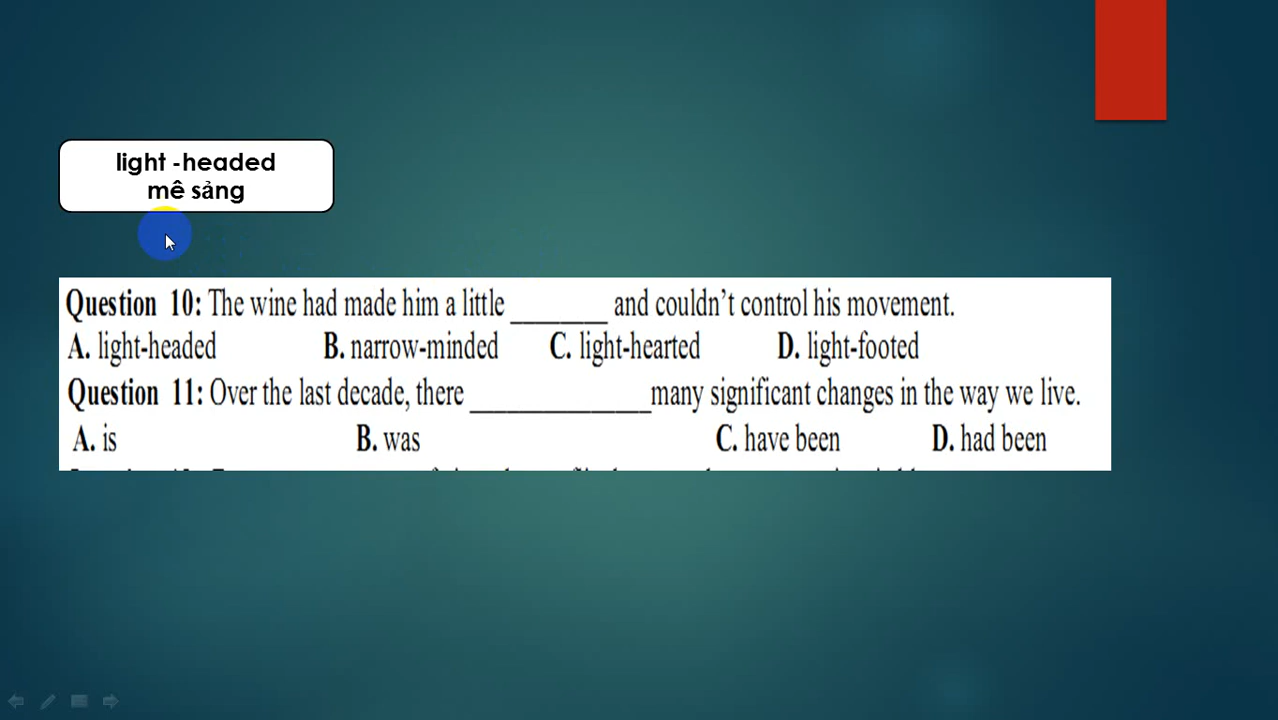 light -headed
mê sảng
Question 10: The wine had made him a little ________ and couldn't control his movement.
A. light-headed B. narrow-minded C. light-hearted D. light-footed
Question 11: Over the last decade, there _______________many significant changes in the way we live.
A. is B. was C. have been D. had been